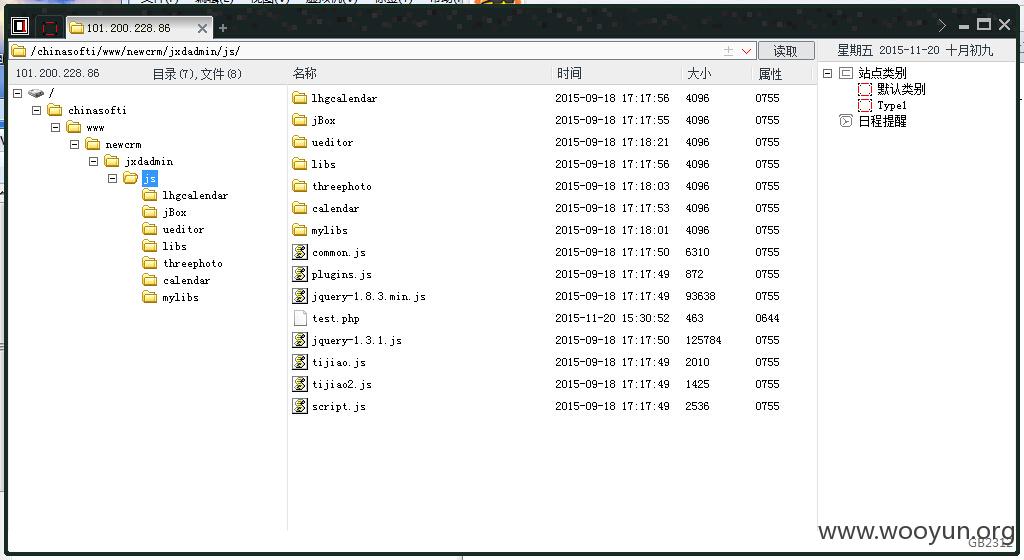 101.200.228.86
/chinasofti/www/newcrm/jxdadmin/js/
读取
星期五 2015-11-20 十月初九
101.200.228.86 目录(7),文件(8)
名称 时间 大小 属性
/
chinasofti
www
newcrm
jxdadmin
js
lhgcalendar
jBox
ueditor
libs
threephoto
calendar
mylibs
lhgcalendar 2015-09-18 17:17:56 4096 0755
jBox 2015-09-18 17:17:55 4096 0755
ueditor 2015-09-18 17:18:21 4096 0755
libs 2015-09-18 17:17:56 4096 0755
threephoto 2015-09-18 17:18:03 4096 0755
calendar 2015-09-18 17:17:53 4096 0755
mylibs 2015-09-18 17:18:01 4096 0755
common.js 2015-09-18 17:17:50 6310 0755
plugins.js 2015-09-18 17:17:49 872 0755
jquery-1.8.3.min.js 2015-09-18 17:17:49 93638 0755
test.php 2015-11-20 15:30:52 463 0644
jquery-1.3.1.js 2015-09-18 17:17:50 125784 0755
tijiao.js 2015-09-18 17:17:49 2010 0755
tijiao2.js 2015-09-18 17:17:49 1425 0755
script.js 2015-09-18 17:17:49 2536 0755
站点类别
默认类别
Type1
日程提醒
www.wooyun.org
GB2312